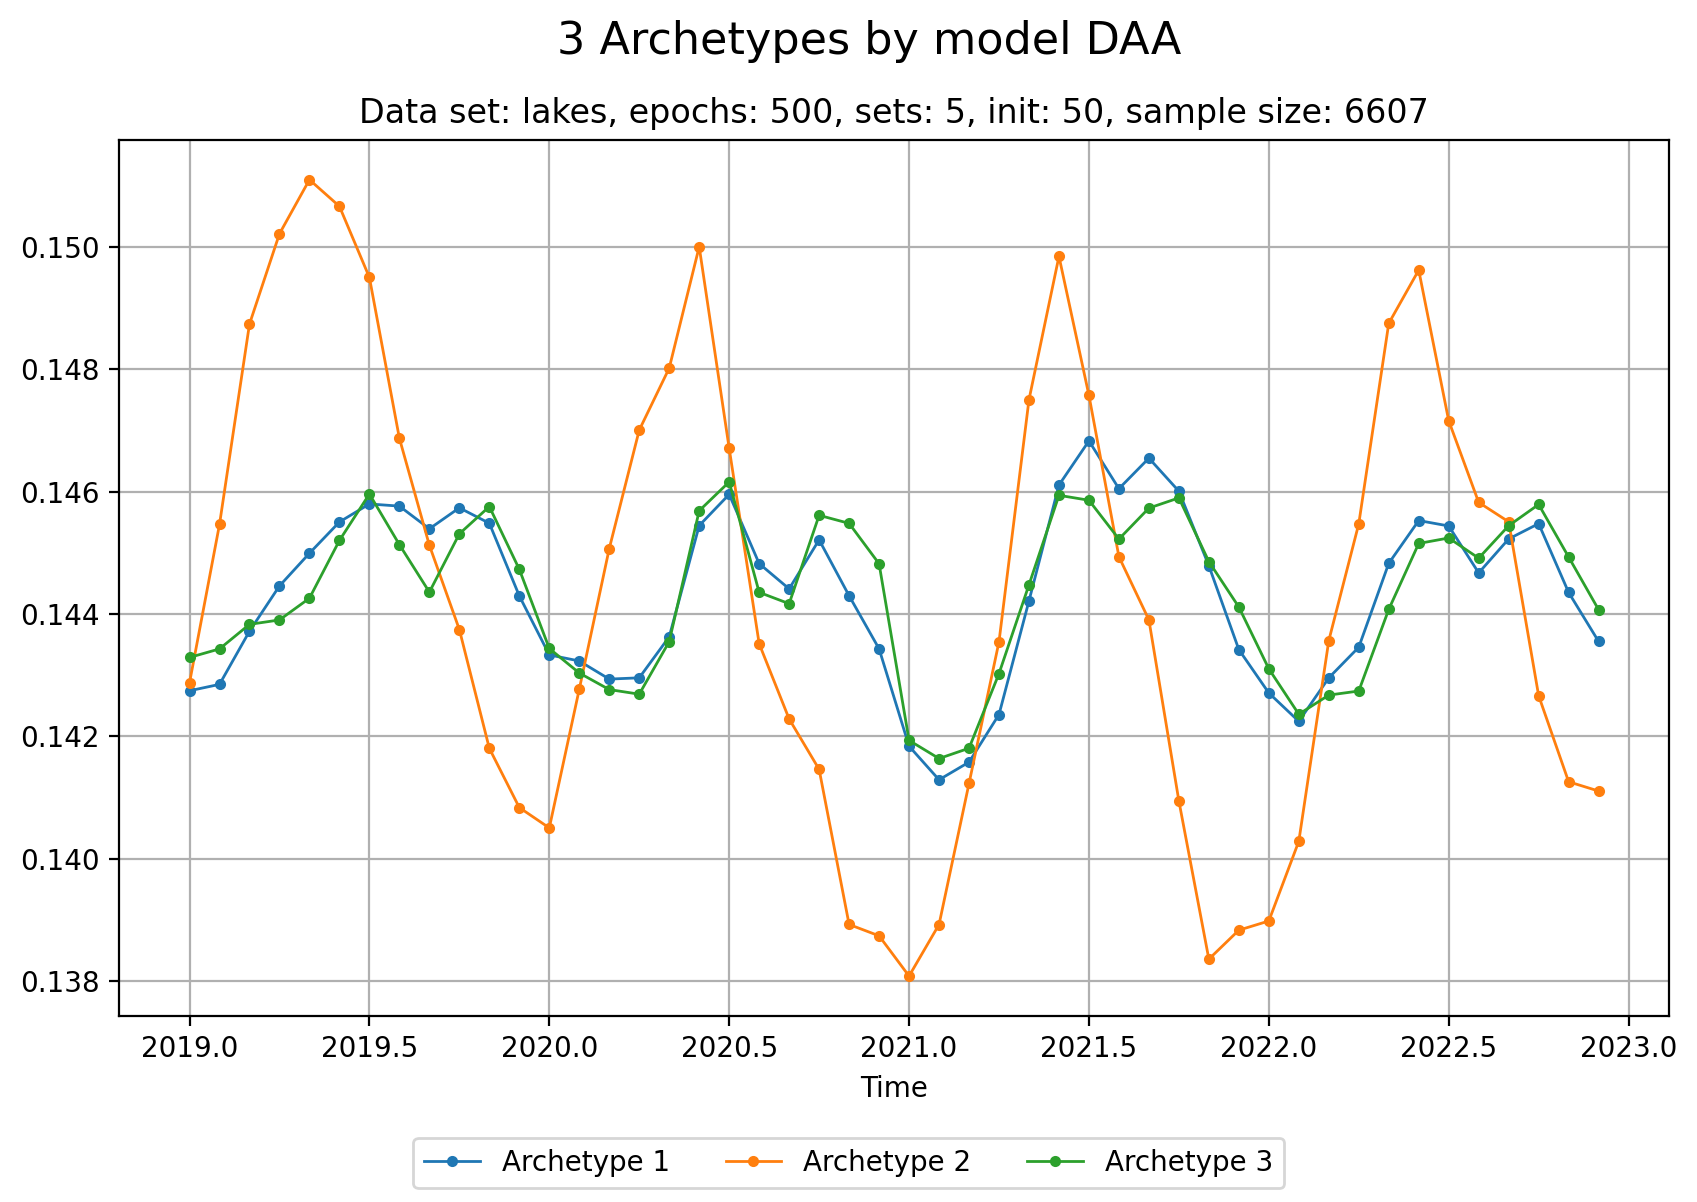 3 Archetypes by model DAA
Data set: lakes, epochs: 500, sets: 5, init: 50, sample size: 6607
0.150
0.148
0.146
0.144
0.142
0.140
0.138
2019.0 2019.5 2020.0 2020.5 2021.0 2021.5 2022.0 2022.5 2023.0
Time
Archetype 1 Archetype 2 Archetype 3